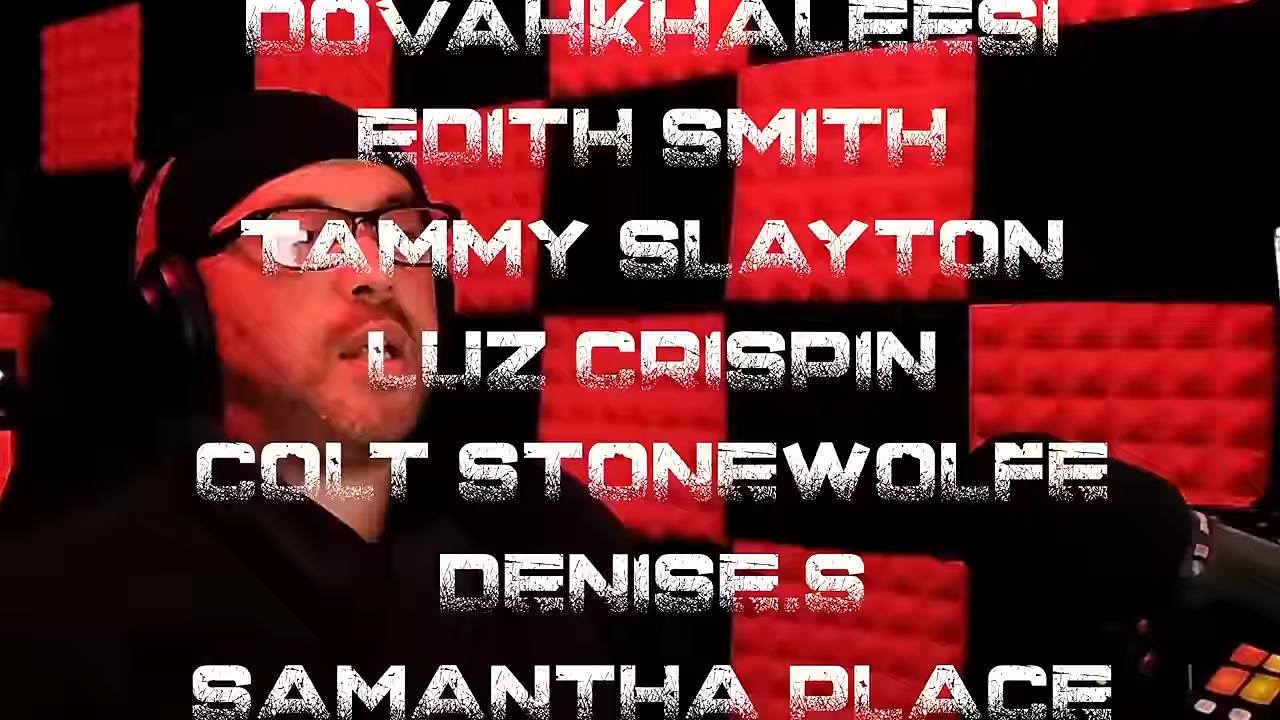 DOVAHKHALEESI
EDITH SMITH
TAMMY SLAYTON
LUZ CRISPIN
COLT STONEWOLFE
DENISE.S
SAMANTHA PLACE